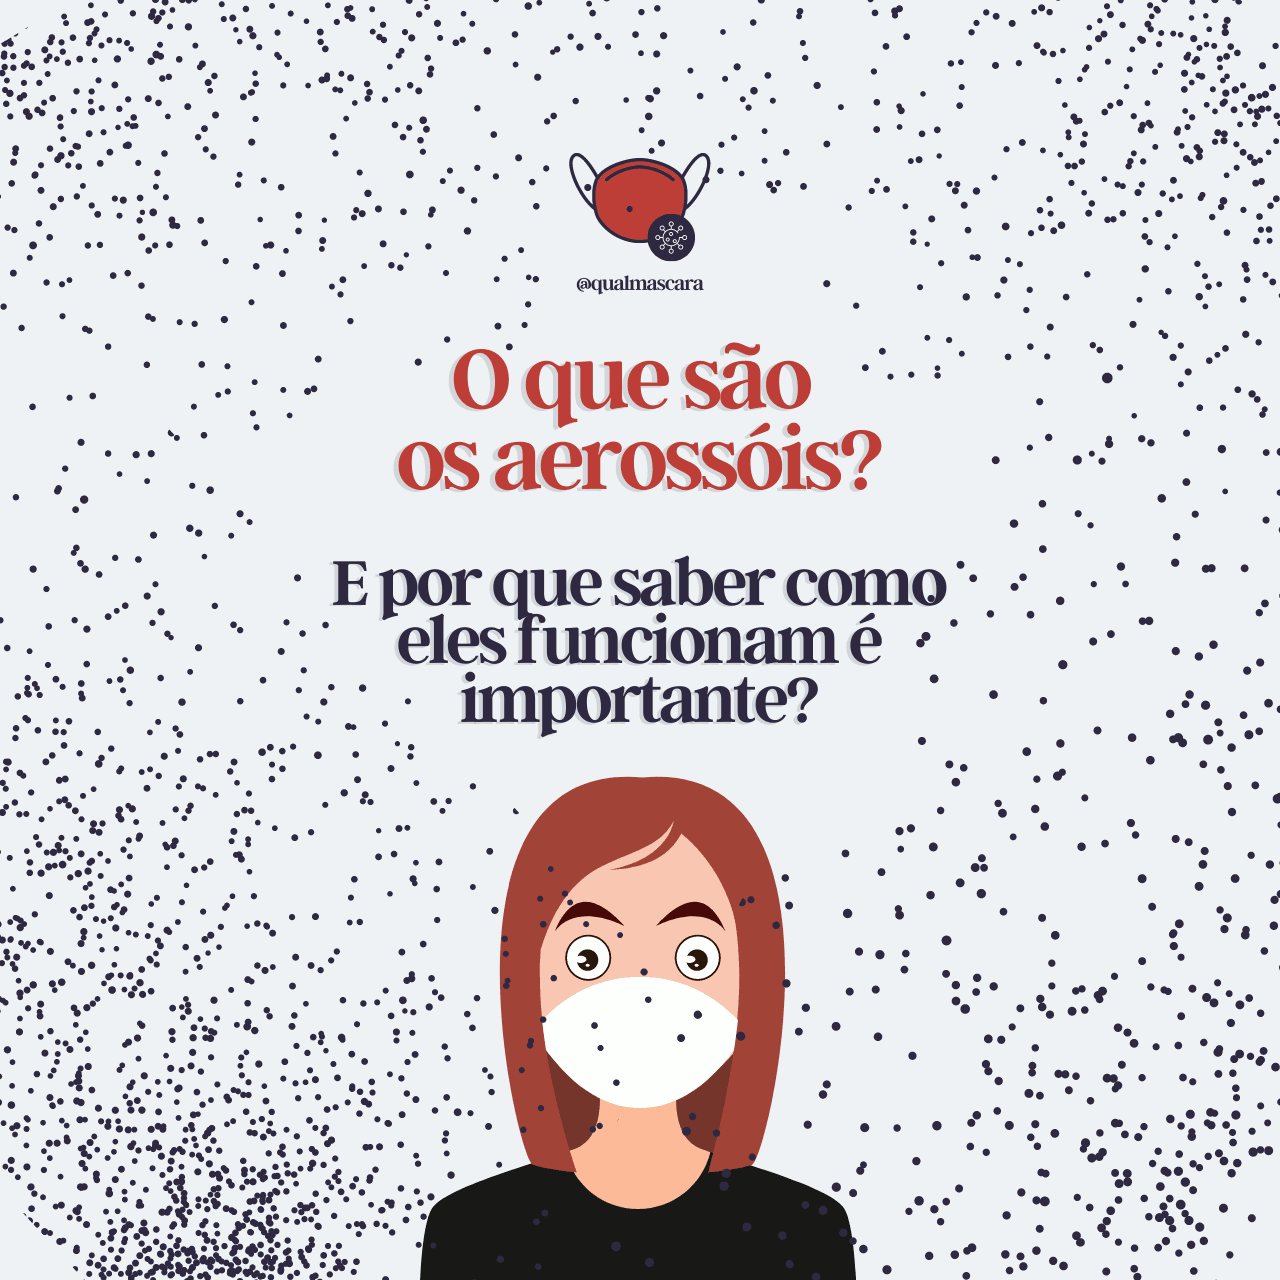 @qualmascara
O que são
os aerossóis?
E por que saber como
eles funcionam é
importante?